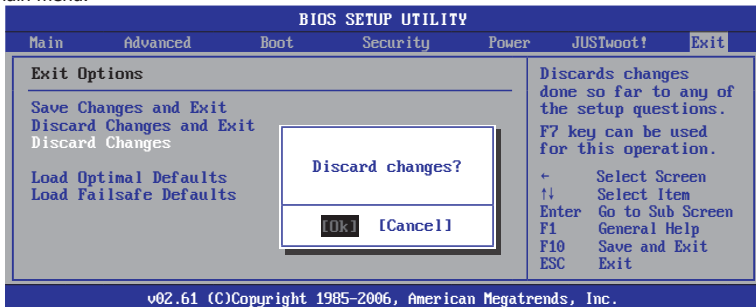 BIOS SETUP UTILITY
Main Advanced Boot Security Power JUSTwoot! Exit
Exit Options
Save Changes and Exit
Discard Changes and Exit
Discard Changes
Load Optimal Defaults
Load Failsafe Defaults
Discard changes?
[Ok] [Cancel]
Discards changes
done so far to any of
the setup questions.
F7 key can be used
for this operation.
← Select Screen
↑↓ Select Item
Enter Go to Sub Screen
F1 General Help
F10 Save and Exit
ESC Exit
v02.61 (C)Copyright 1985-2006, American Megatrends, Inc.